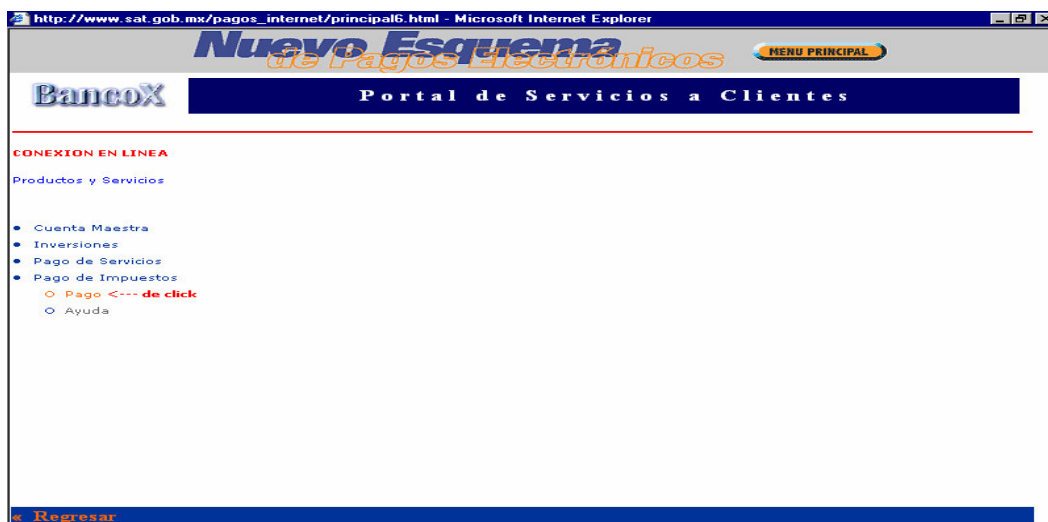 http://www.sat.gob.mx/pagos_internet/principal6.html - Microsoft Internet Explorer
Nuevo Esquema
de Pagos Electrónicos
MENU PRINCIPAL
BancoX
Portal de Servicios a Clientes
CONEXION EN LINEA
Productos y Servicios
Cuenta Maestra
Inversiones
Pago de Servicios
Pago de Impuestos
Pago <--- de click
Ayuda
« Regresar